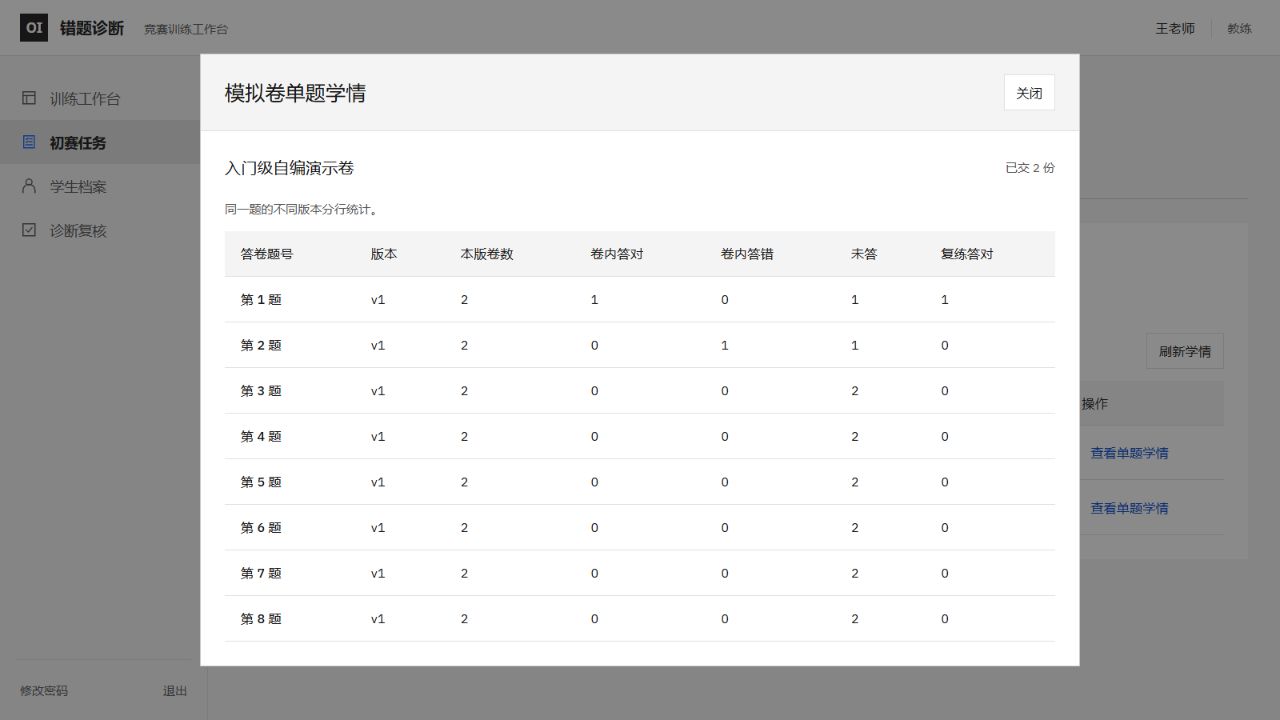 OI 错题诊断 竞赛训练工作台 王老师 教练
训练工作台
初赛任务
学生档案
诊断复核
修改密码 退出
模拟卷单题学情 关闭
入门级自编演示卷 已交 2 份
同一题的不同版本分行统计。
答卷题号 版本 本版卷数 卷内答对 卷内答错 未答 复练答对
第 1 题 v1 2 1 0 1 1
第 2 题 v1 2 0 1 1 0
第 3 题 v1 2 0 0 2 0
第 4 题 v1 2 0 0 2 0
第 5 题 v1 2 0 0 2 0
第 6 题 v1 2 0 0 2 0
第 7 题 v1 2 0 0 2 0
第 8 题 v1 2 0 0 2 0
刷新学情
操作
查看单题学情
查看单题学情